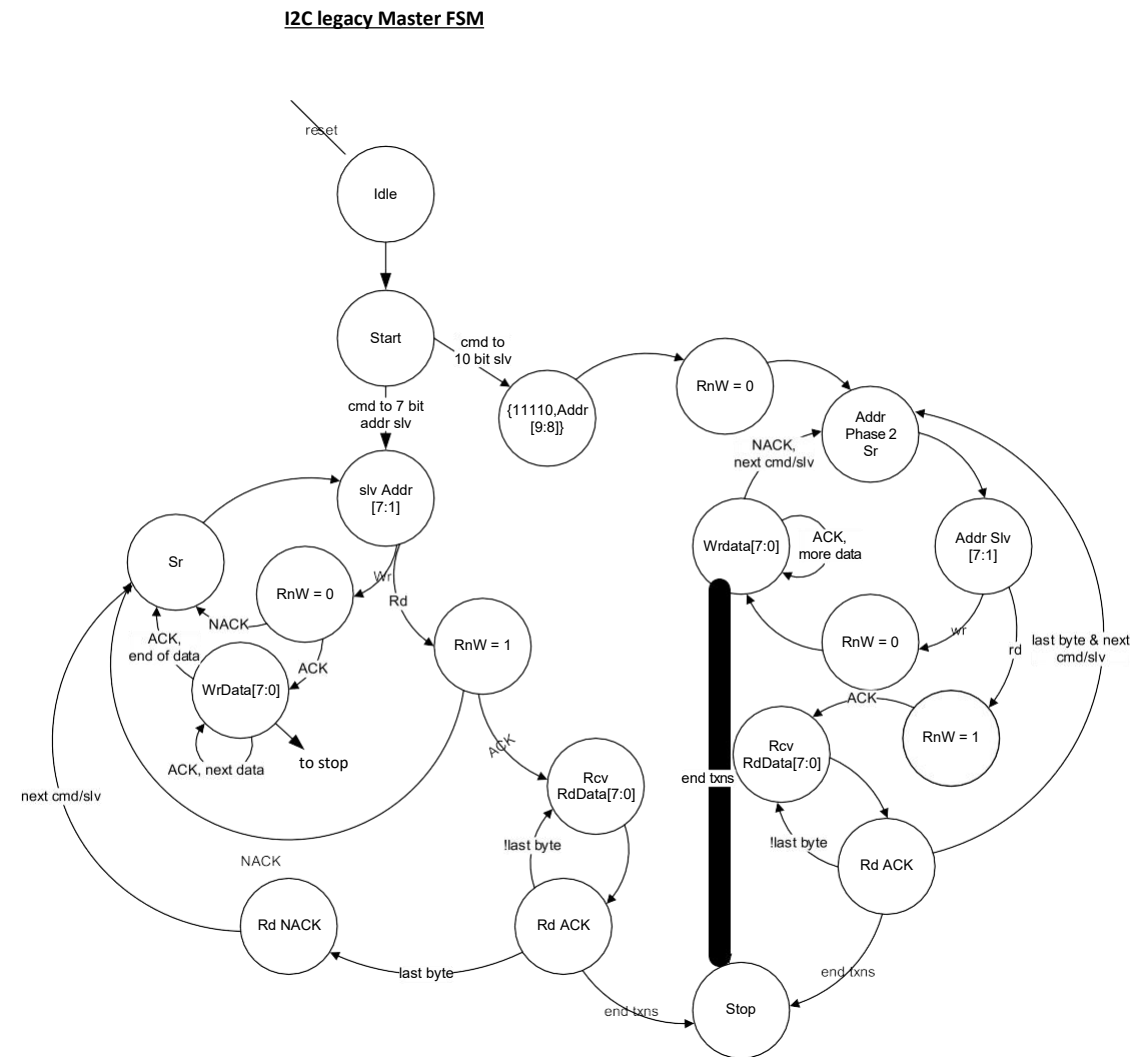 I2C legacy Master FSM
reset
Idle
Start
cmd to
10 bit slv
cmd to 7 bit
addr slv
{11110,Addr
[9:8]}
RnW = 0
Addr
Phase 2
Sr
NACK,
next cmd/slv
slv Addr
[7:1]
Sr
RnW = 0
Wr
Rd
NACK
ACK,
end of data
ACK
WrData[7:0]
ACK, next data
to stop
RnW = 1
ACK
Rcv
RdData[7:0]
!last byte
next cmd/slv
NACK
Rd NACK
last byte
Rd ACK
end txns
Wrdata[7:0]
ACK,
more data
Addr Slv
[7:1]
RnW = 0
wr
rd
last byte & next
cmd/slv
ACK
RnW = 1
Rcv
RdData[7:0]
end txns
!last byte
Rd ACK
end txns
Stop